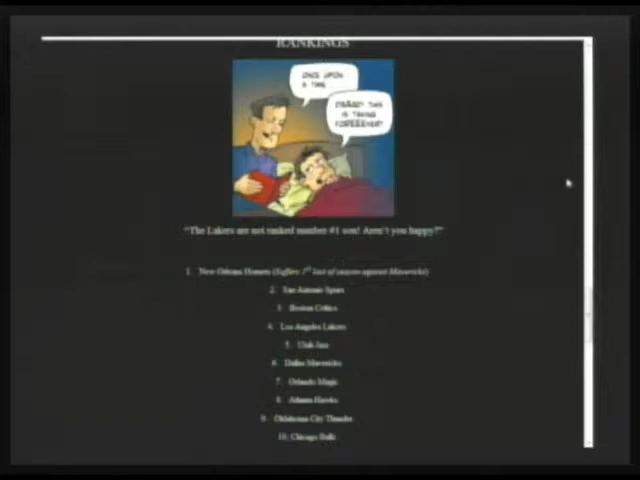 RANKINGS
ONCE UPON
A TIME
DAAAD! THIS
IS TAKING
FOREEEVER!
"The Lakers are not ranked number #1 son! Aren't you happy?"
1. New Orleans Hornets (Suffers 1st lost of season against Mavericks)
2. San Antonio Spurs
3. Boston Celtics
4. Los Angeles Lakers
5. Utah Jazz
6. Dallas Mavericks
7. Orlando Magic
8. Atlanta Hawks
9. Oklahoma City Thunder
10. Chicago Bulls